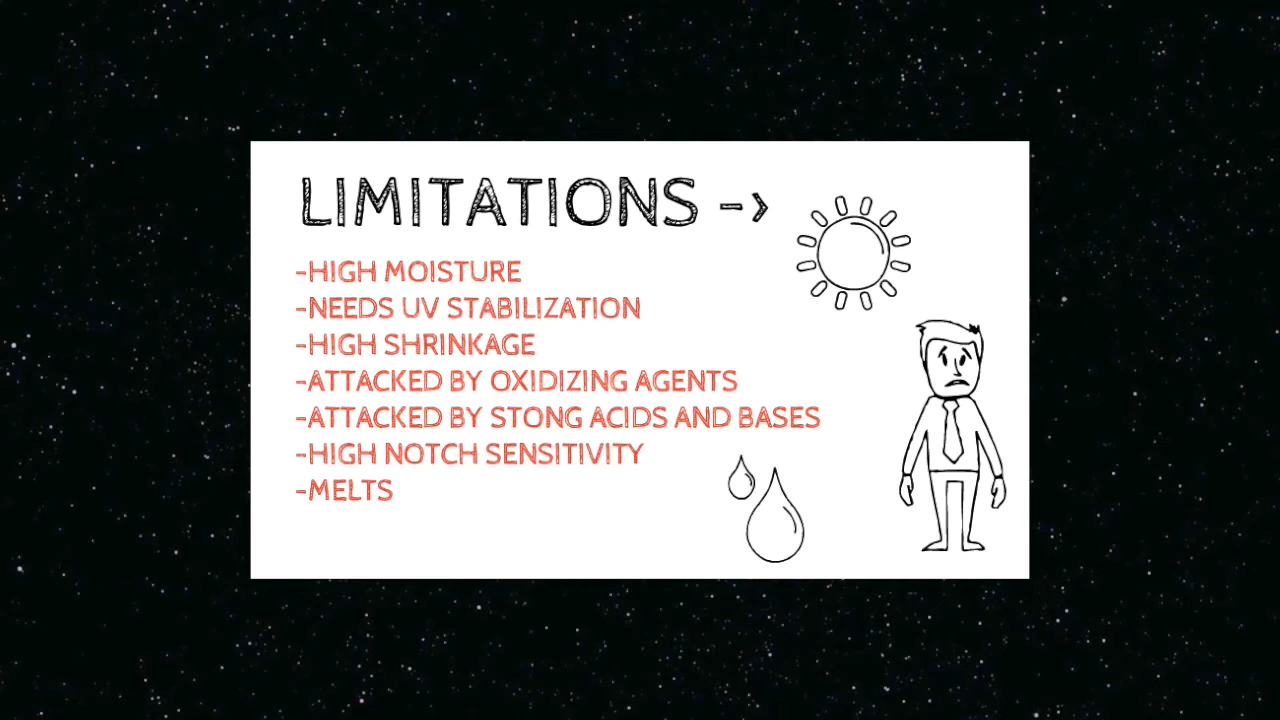 LIMITATIONS ->
-HIGH MOISTURE
-NEEDS UV STABILIZATION
-HIGH SHRINKAGE
-ATTACKED BY OXIDIZING AGENTS
-ATTACKED BY STONG ACIDS AND BASES
-HIGH NOTCH SENSITIVITY
-MELTS